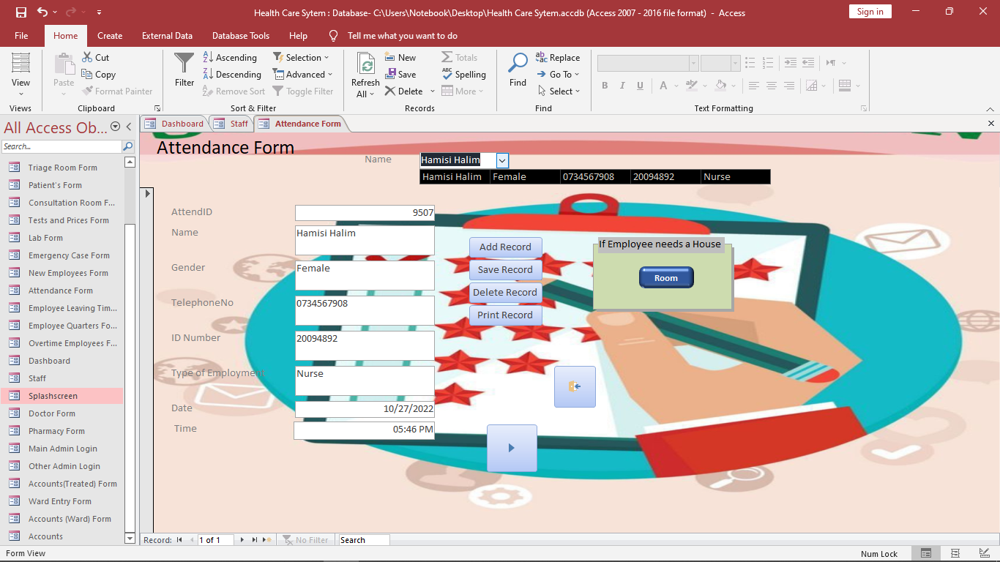 Health Care Sytem : Database- C:\Users\Notebook\Desktop\Health Care Sytem.accdb (Access 2007 - 2016 file format) - Access
Sign in
File Home Create External Data Database Tools Help Tell me what you want to do
View
Views
Paste
Cut
Copy
Format Painter
Clipboard
Filter
Ascending
Descending
Remove Sort
Selection
Advanced
Toggle Filter
Sort & Filter
Refresh
All
New
Save
Delete
Totals
Spelling
More
Records
Find
Replace
Go To
Select
Find
B I U A
Text Formatting
All Access Ob...
Search...
Triage Room Form
Patient's Form
Consultation Room F...
Tests and Prices Form
Lab Form
Emergency Case Form
New Employees Form
Attendance Form
Employee Leaving Tim...
Employee Quarters Fo...
Overtime Employees F...
Dashboard
Staff
Splashscreen
Doctor Form
Pharmacy Form
Main Admin Login
Other Admin Login
Accounts(Treated) Form
Ward Entry Form
Accounts (Ward) Form
Accounts
Dashboard Staff Attendance Form
Attendance Form
Name Hamisi Halim
Hamisi Halim Female 0734567908 20094892 Nurse
AttendID 9507
Name Hamisi Halim
Gender Female
TelephoneNo 0734567908
ID Number 20094892
Type of Employment Nurse
Date 10/27/2022
Time 05:46 PM
Add Record
Save Record
Delete Record
Print Record
If Employee needs a House
Room
Record: 1 of 1 No Filter Search
Form View Num Lock